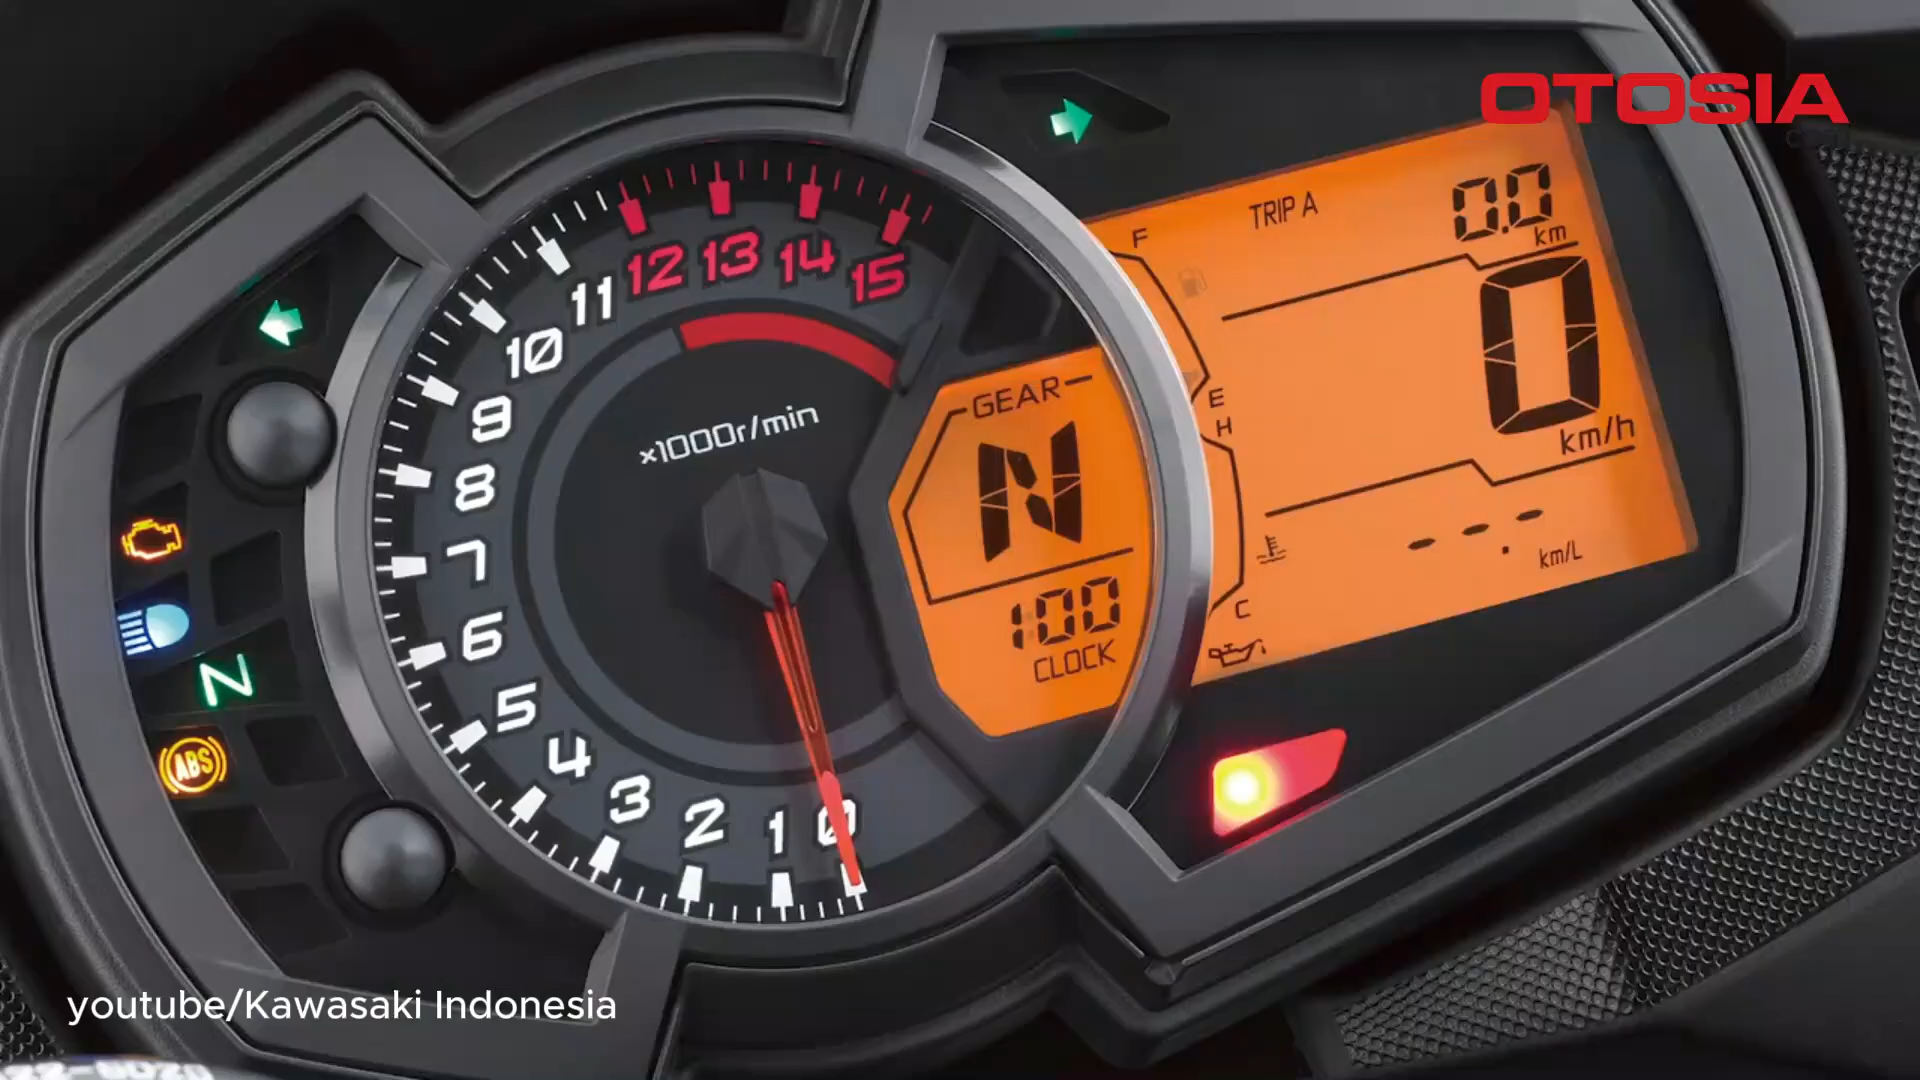 OTOSIA
TRIP A
0.0
km
F
12 13 14 15
11
10
9
8
7
6
5
4
3
2
1
0
×1000r/min
GEAR
N
1:00
CLOCK
E
H
0
km/h
--.-
km/L
C
N
ABS
youtube/Kawasaki Indonesia